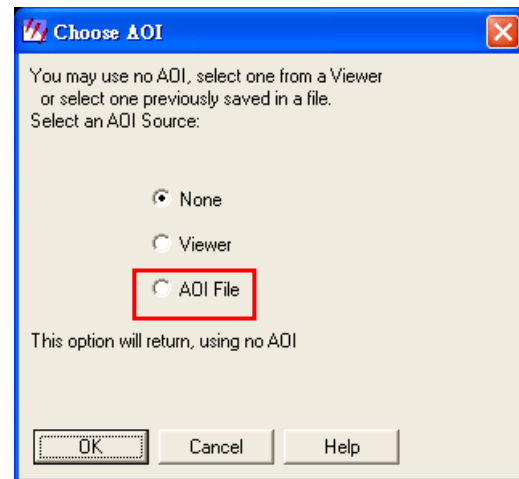 Choose AOI
You may use no AOI, select one from a Viewer
or select one previously saved in a file.
Select an AOI Source:
None
Viewer
AOI File
This option will return, using no AOI
OK Cancel Help